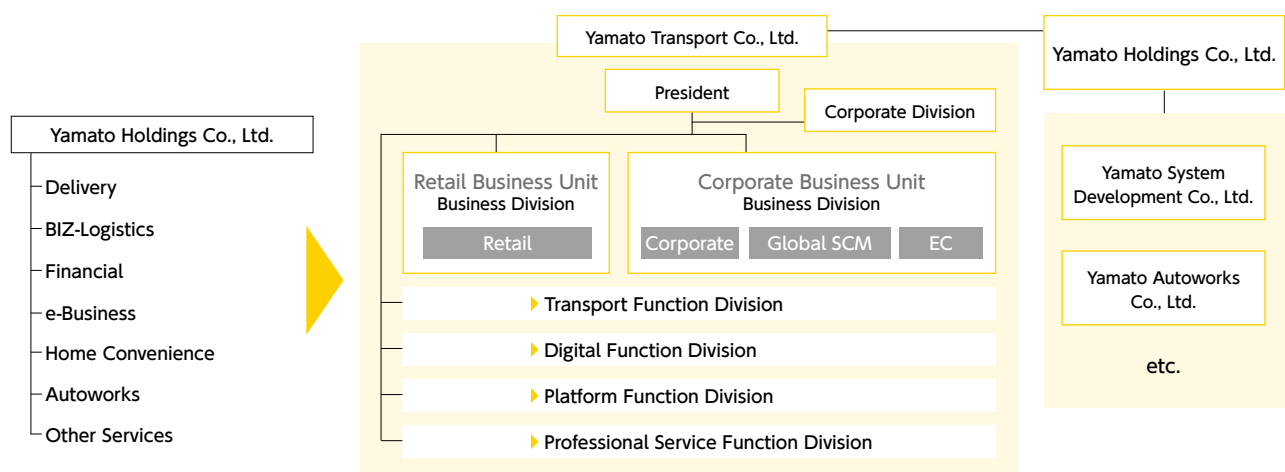 Yamato Holdings Co., Ltd.
Delivery
BIZ-Logistics
Financial
e-Business
Home Convenience
Autoworks
Other Services
Yamato Transport Co., Ltd.
President
Corporate Division
Retail Business Unit
Business Division
Retail
Corporate Business Unit
Business Division
Corporate
Global SCM
EC
Transport Function Division
Digital Function Division
Platform Function Division
Professional Service Function Division
Yamato Holdings Co., Ltd.
Yamato System
Development Co., Ltd.
Yamato Autoworks
Co., Ltd.
etc.